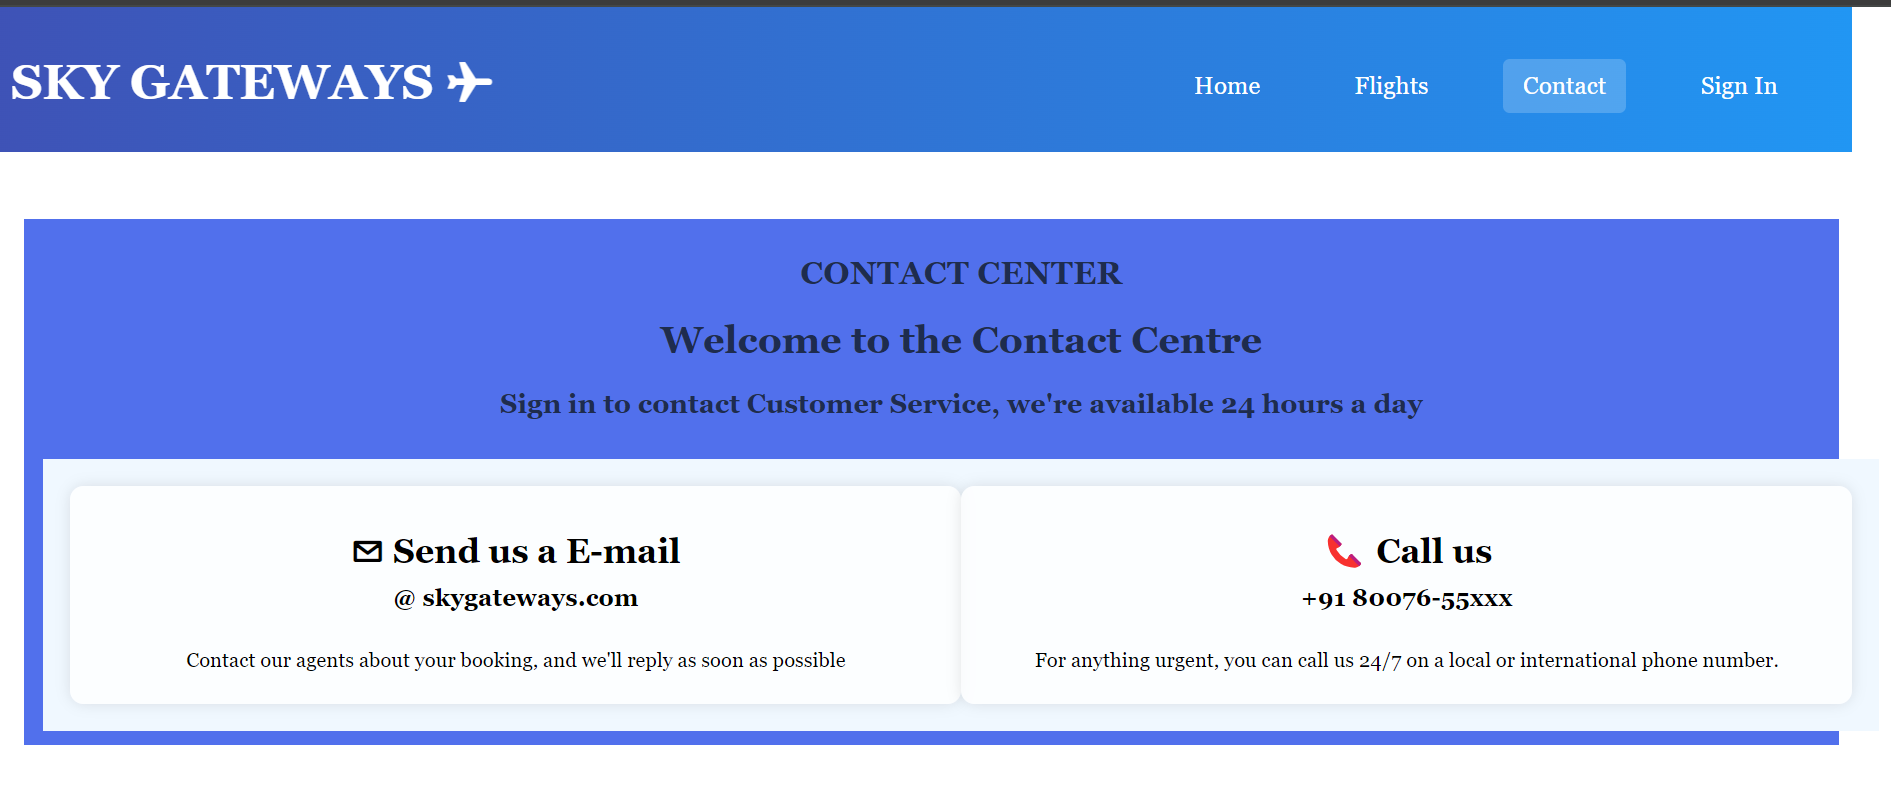 SKY GATEWAYS
Home Flights Contact Sign In
CONTACT CENTER
Welcome to the Contact Centre
Sign in to contact Customer Service, we're available 24 hours a day
Send us a E-mail
@ skygateways.com
Contact our agents about your booking, and we'll reply as soon as possible
Call us
+91 80076-55xxx
For anything urgent, you can call us 24/7 on a local or international phone number.